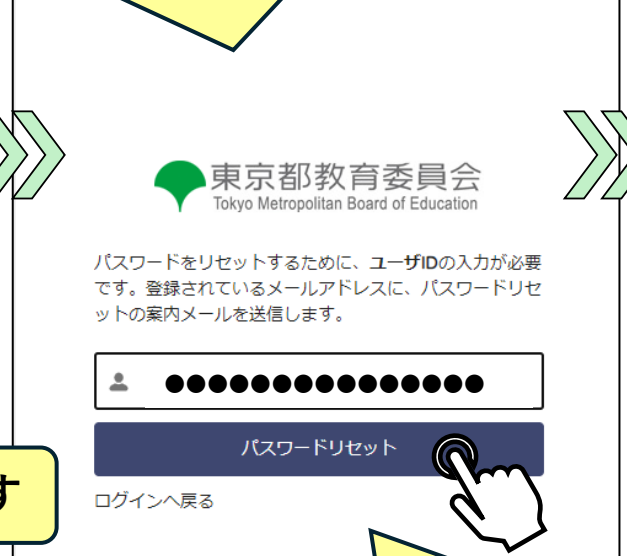 東京都教育委員会
Tokyo Metropolitan Board of Education
パスワードをリセットするために、ユーザIDの入力が必要
です。登録されているメールアドレスに、パスワードリセ
ットの案内メールを送信します。
●●●●●●●●●●●●●●●
パスワードリセット
す
ログインへ戻る